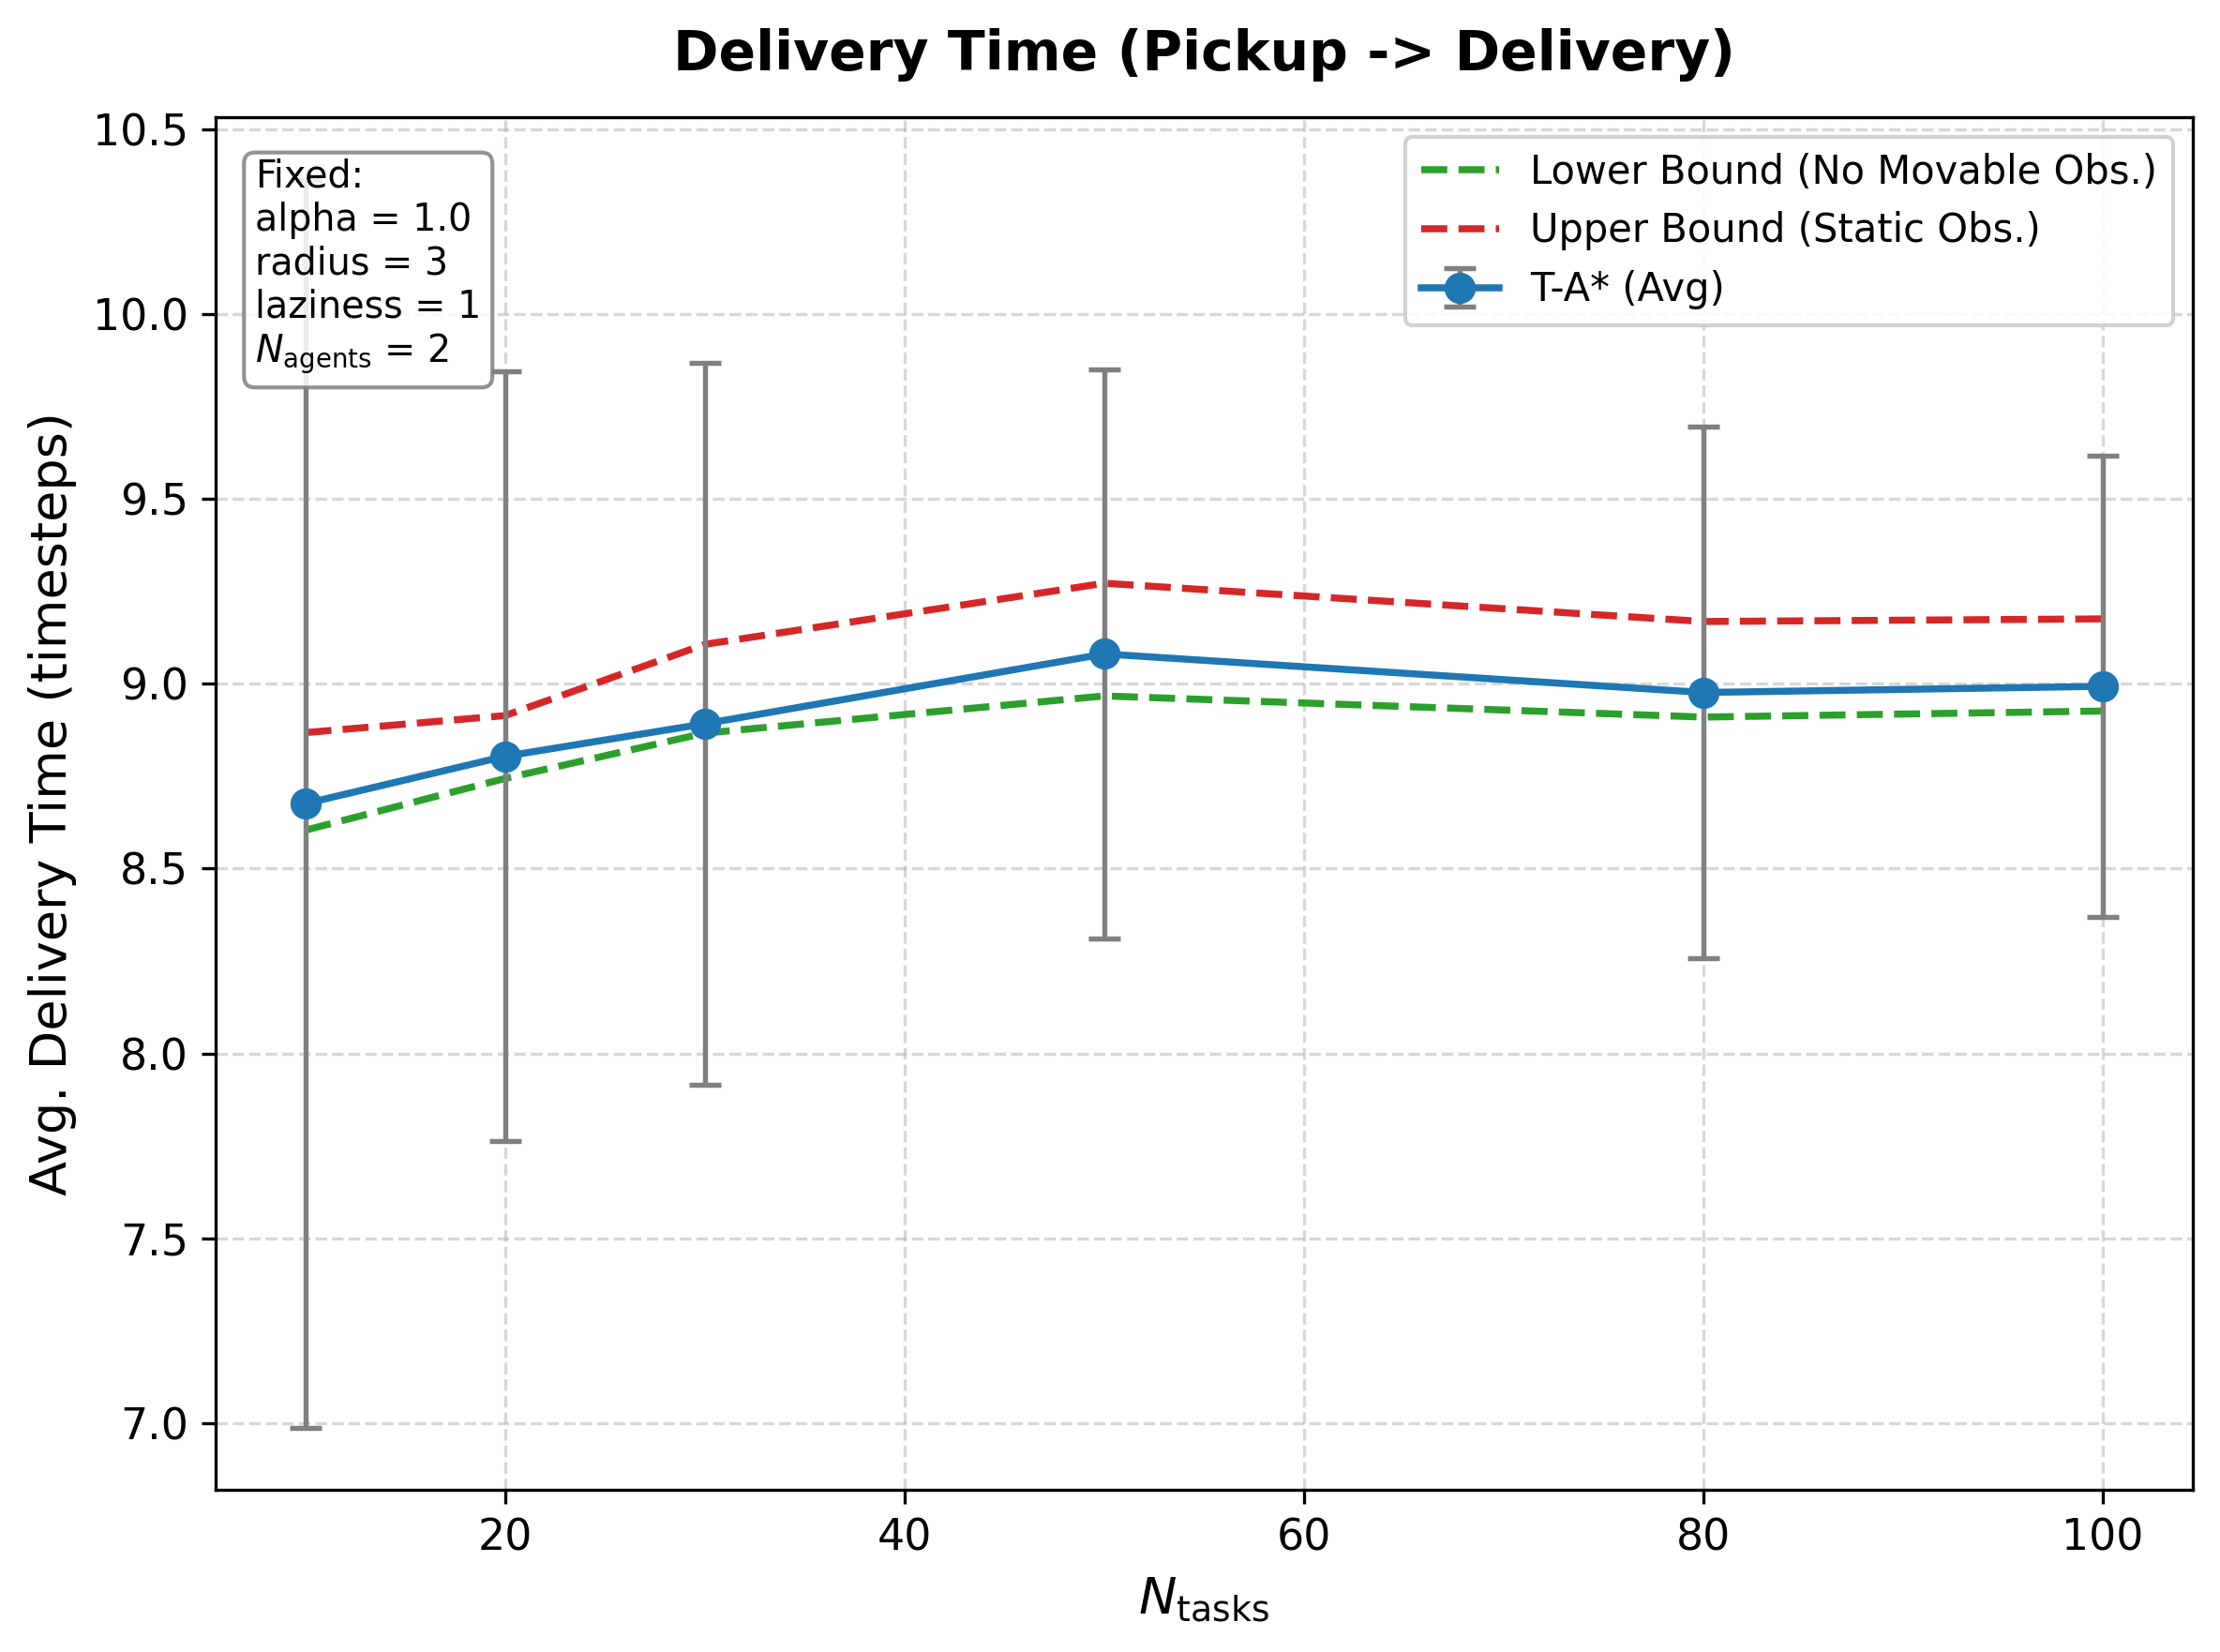 Delivery Time (Pickup -> Delivery)
10.5
10.0
9.5
9.0
8.5
8.0
7.5
7.0
Avg. Delivery Time (timesteps)
Fixed:
alpha = 1.0
radius = 3
laziness = 1
N_agents = 2
Lower Bound (No Movable Obs.)
Upper Bound (Static Obs.)
T-A* (Avg)
20 40 60 80 100
N_tasks